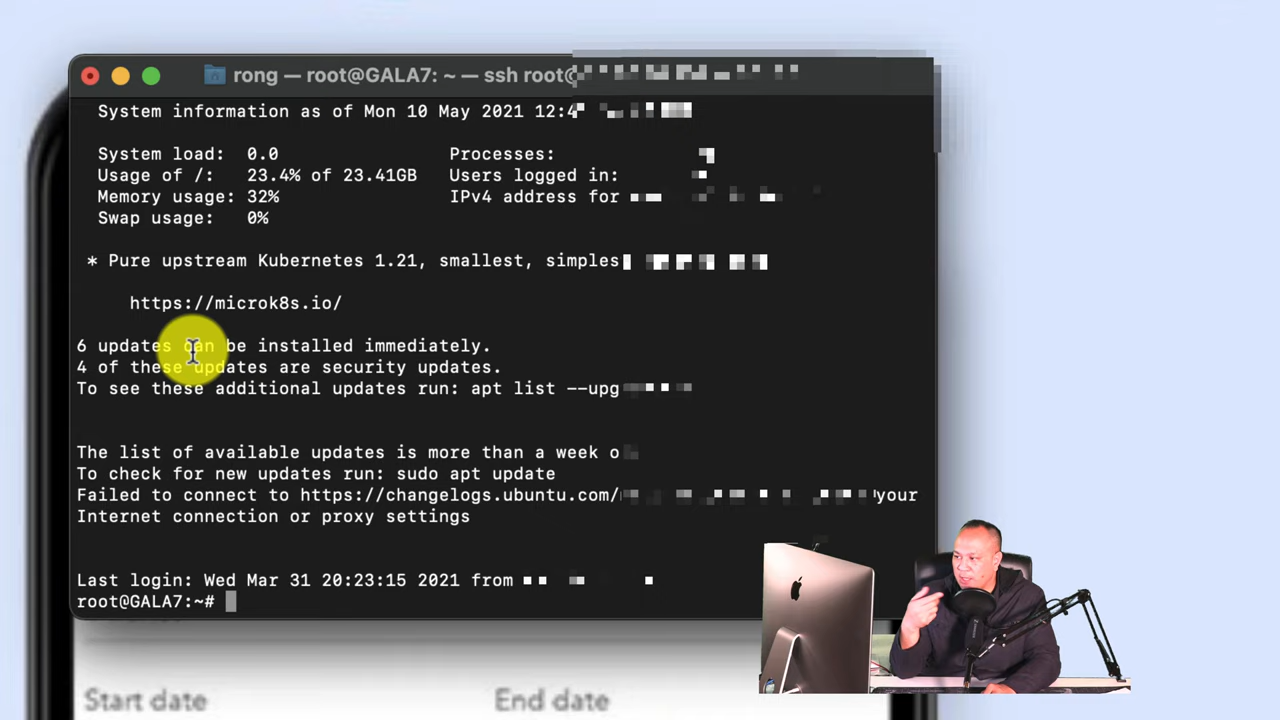 rong — root@GALA7: ~ — ssh root@
System information as of Mon 10 May 2021 12:4
System load: 0.0 Processes:
Usage of /: 23.4% of 23.41GB Users logged in:
Memory usage: 32% IPv4 address for
Swap usage: 0%
* Pure upstream Kubernetes 1.21, smallest, simples
https://microk8s.io/
6 updates can be installed immediately.
4 of these updates are security updates.
To see these additional updates run: apt list --upg
The list of available updates is more than a week o
To check for new updates run: sudo apt update
Failed to connect to https://changelogs.ubuntu.com/ your
Internet connection or proxy settings
Last login: Wed Mar 31 20:23:15 2021 from
root@GALA7:~#
Start date End date